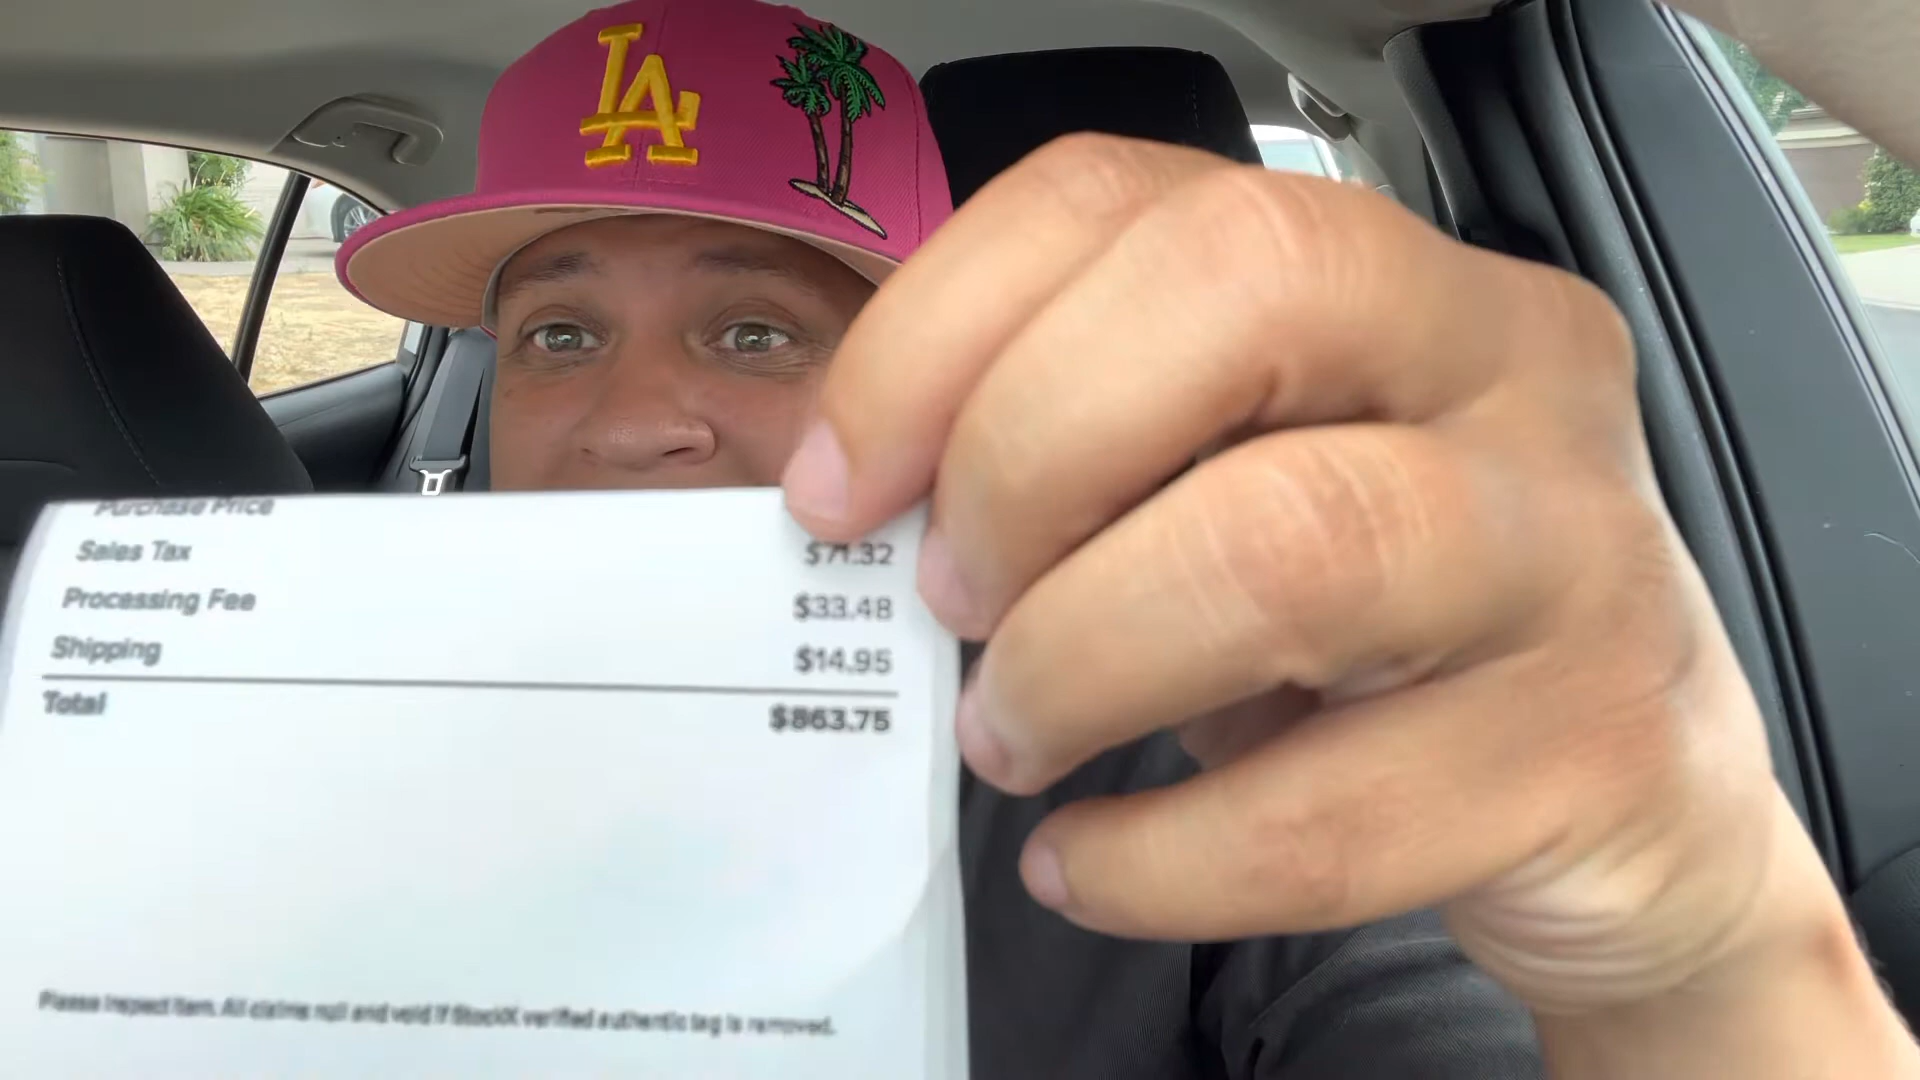 LA
Purchase Price
Sales Tax $71.32
Processing Fee $33.48
Shipping $14.95
Total $863.75
Please inspect item. All claims null and void if StockX verified authentic tag is removed.